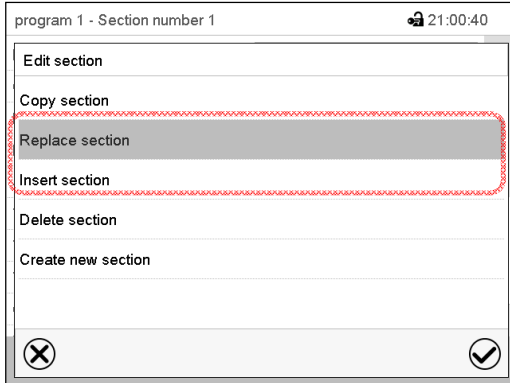 program 1 - Section number 1 21:00:40
Edit section
Copy section
Replace section
Insert section
Delete section
Create new section